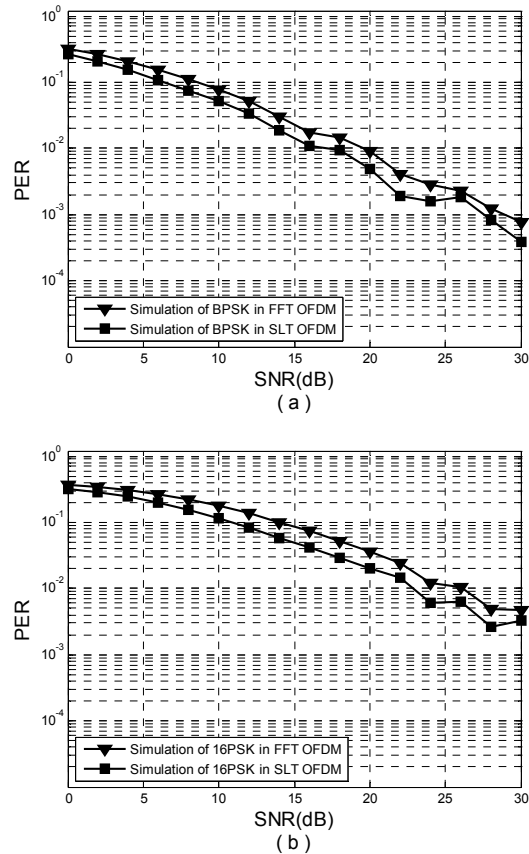 10^0
10^-1
10^-2
10^-3
10^-4
PER
Simulation of BPSK in FFT OFDM
Simulation of BPSK in SLT OFDM
0 5 10 15 20 25 30
SNR(dB)
( a )
10^0
10^-1
10^-2
10^-3
10^-4
PER
Simulation of 16PSK in FFT OFDM
Simulation of 16PSK in SLT OFDM
0 5 10 15 20 25 30
SNR(dB)
( b )